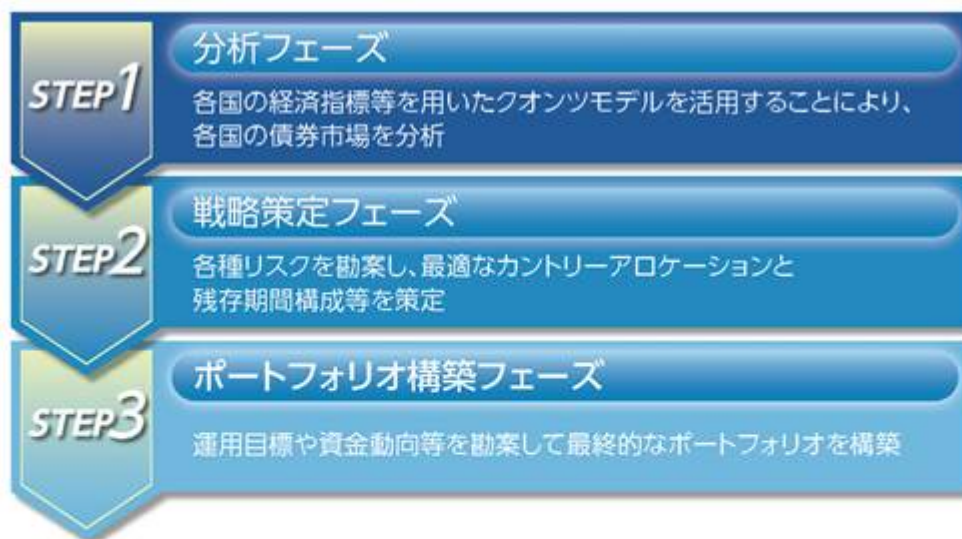 STEP1
分析フェーズ
各国の経済指標等を用いたクオンツモデルを活用することにより、
各国の債券市場を分析
STEP2
戦略策定フェーズ
各種リスクを勘案し、最適なカントリーアロケーションと
残存期間構成等を策定
STEP3
ポートフォリオ構築フェーズ
運用目標や資金動向等を勘案して最終的なポートフォリオを構築